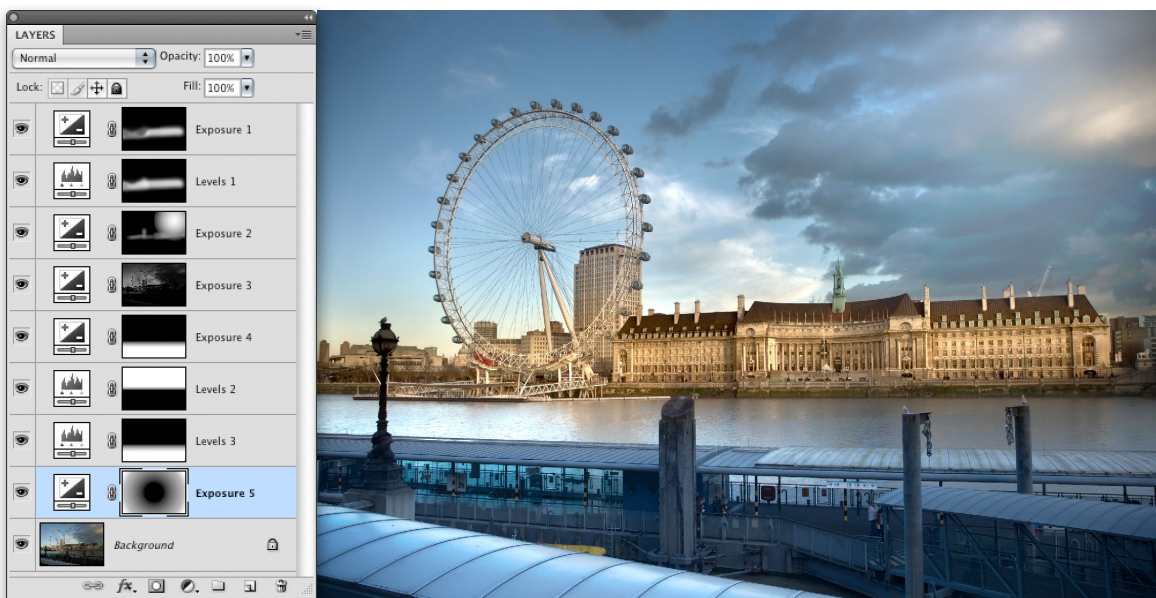 LAYERS
Normal Opacity: 100%
Lock: Fill: 100%
Exposure 1
Levels 1
Exposure 2
Exposure 3
Exposure 4
Levels 2
Levels 3
Exposure 5
Background
fx